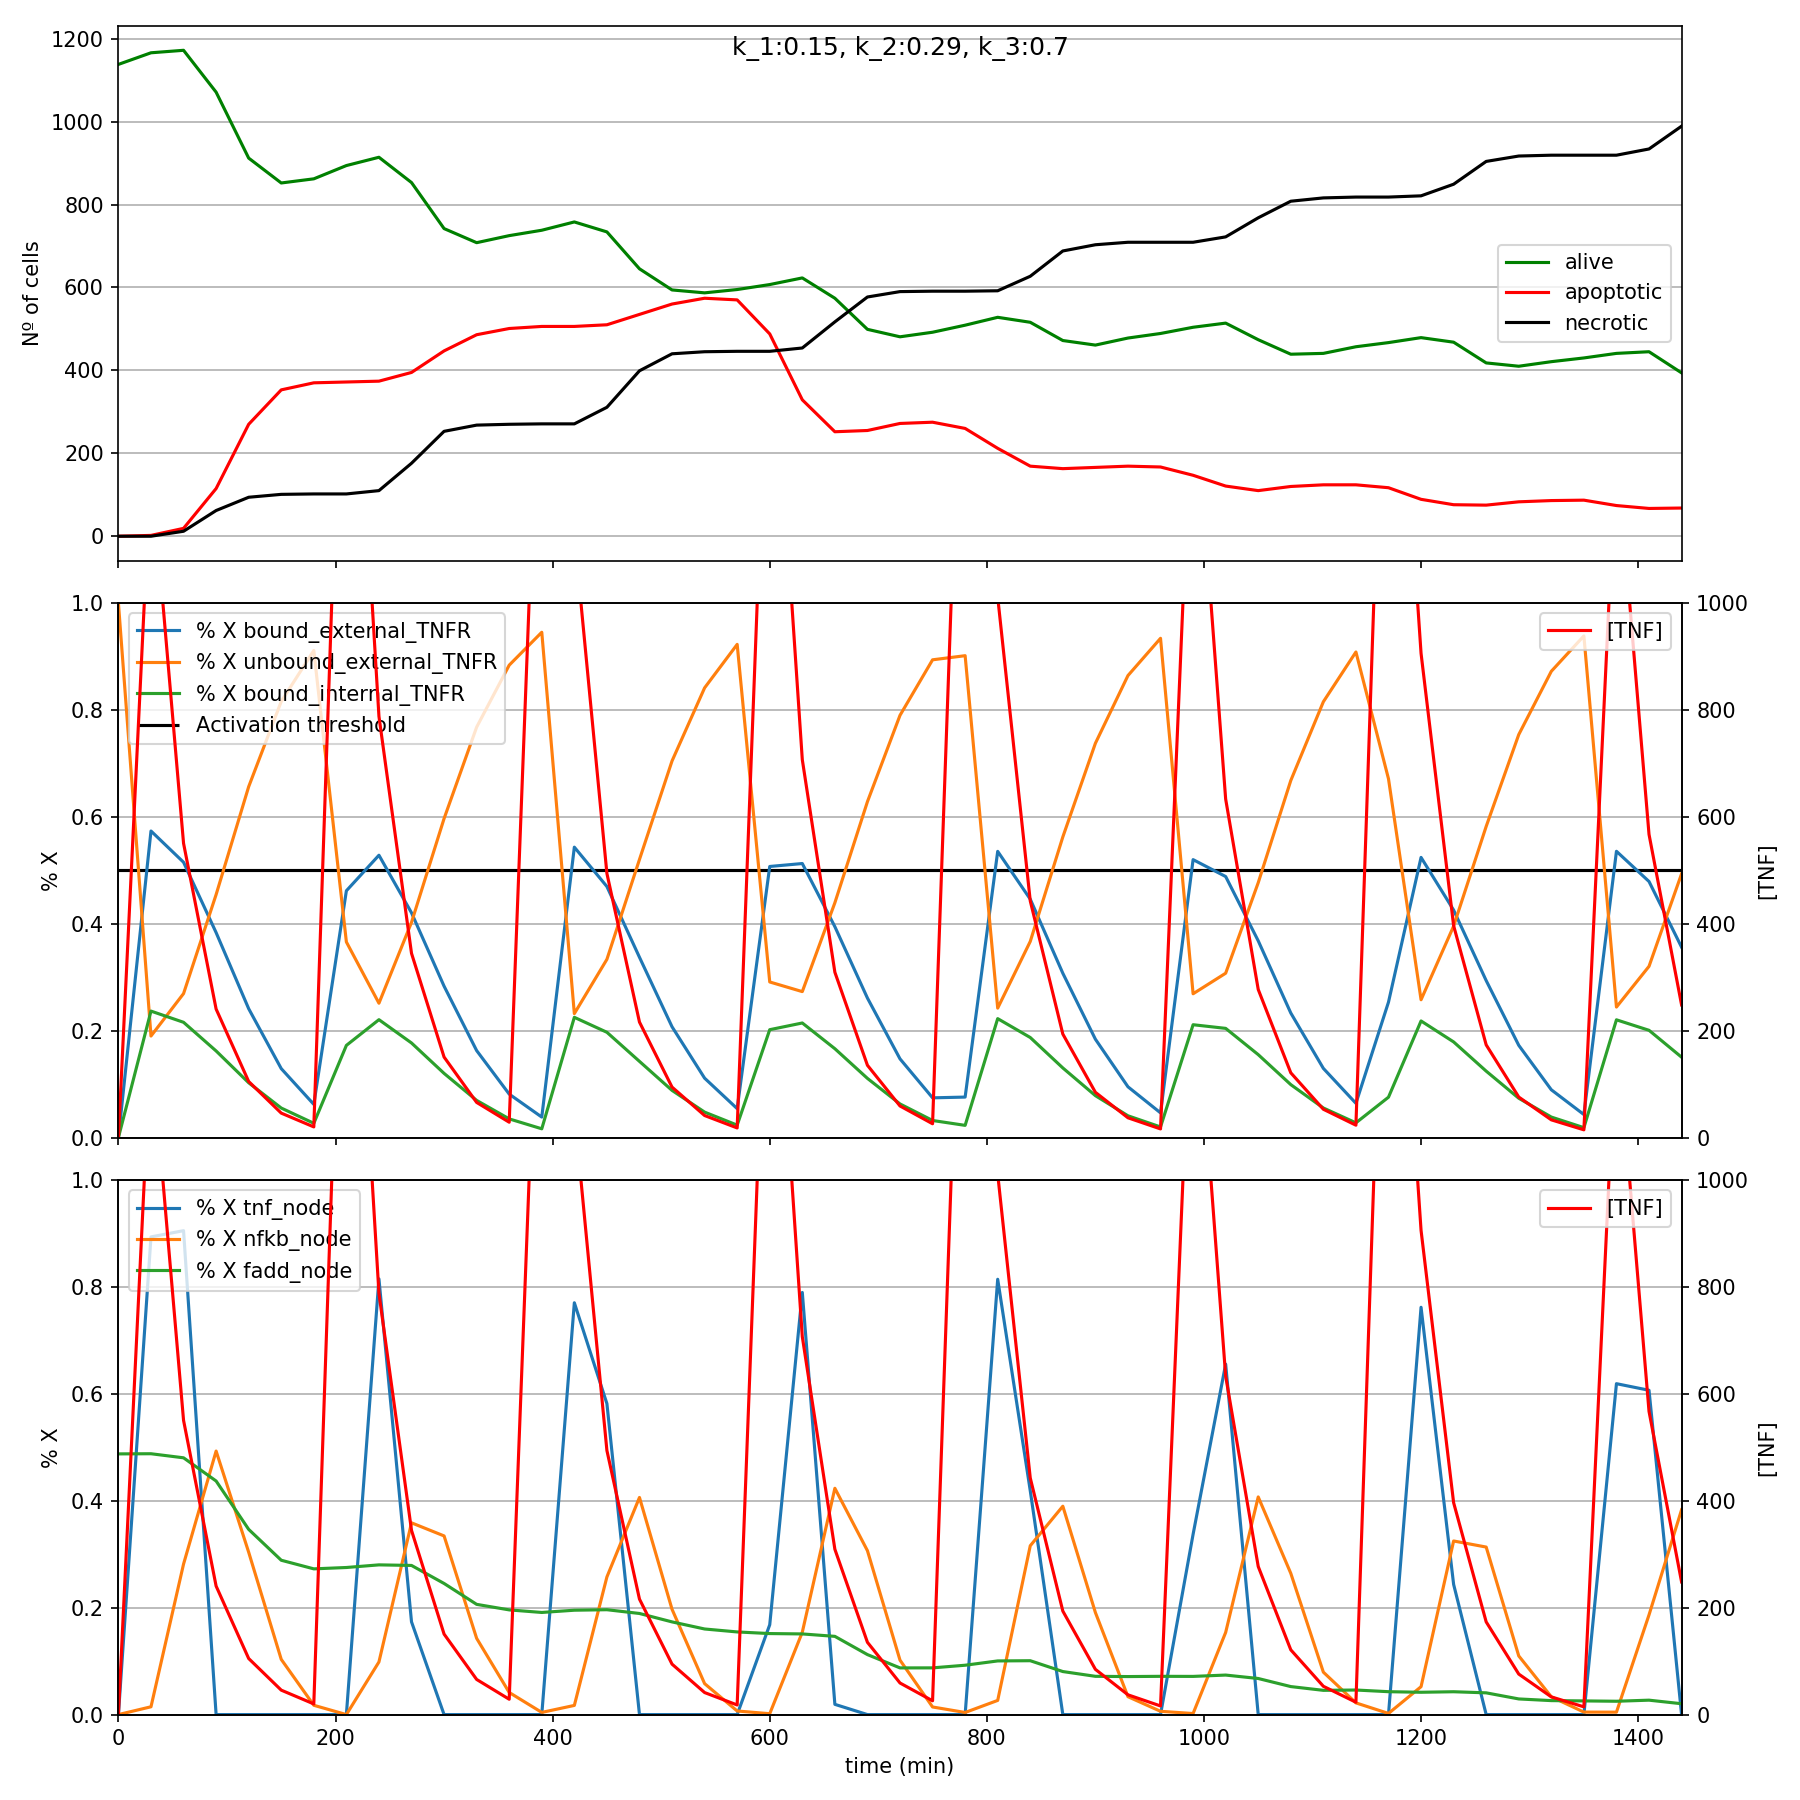 k_1:0.15, k_2:0.29, k_3:0.7
1200
1000
800
600
400
200
0
Nº of cells
alive
apoptotic
necrotic
1.0
0.8
0.6
0.4
0.2
0.0
% X
% X bound_external_TNFR
% X unbound_external_TNFR
% X bound_internal_TNFR
Activation threshold
[TNF]
1000
800
600
400
200
0
[TNF]
1.0
0.8
0.6
0.4
0.2
0.0
% X
% X tnf_node
% X nfkb_node
% X fadd_node
[TNF]
1000
800
600
400
200
0
[TNF]
0 200 400 600 800 1000 1200 1400
time (min)